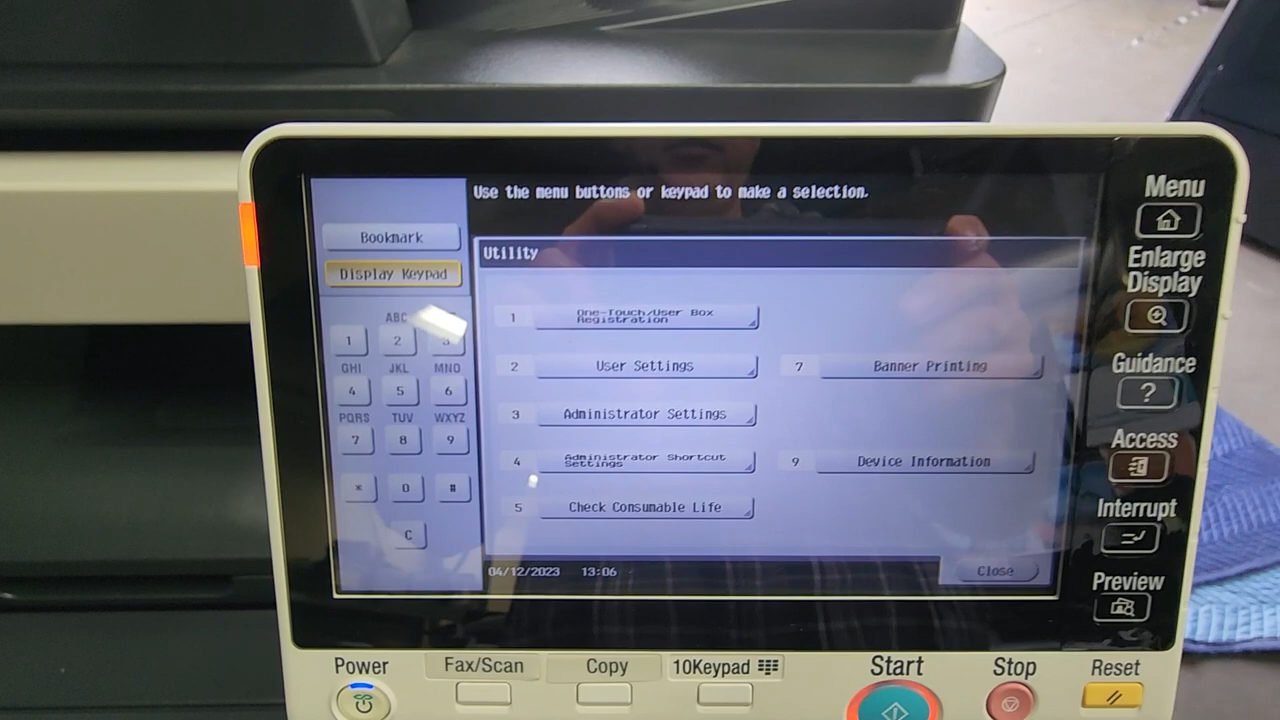 Use the menu buttons or keypad to make a selection.
Bookmark
Display Keypad
Utility
ABC
1
2
3
GHI
JKL
MNO
4
5
6
PQRS
TUV
WXYZ
7
8
9
*
0
#
C
1
One-Touch/User Box
Registration
2
User Settings
3
Administrator Settings
4
Administrator Shortcut
Settings
5
Check Consumable Life
7
Banner Printing
9
Device Information
04/12/2023 13:06
Close
Menu
Enlarge
Display
Guidance
?
Access
Interrupt
Preview
Power
Fax/Scan
Copy
10Keypad
Start
Stop
Reset